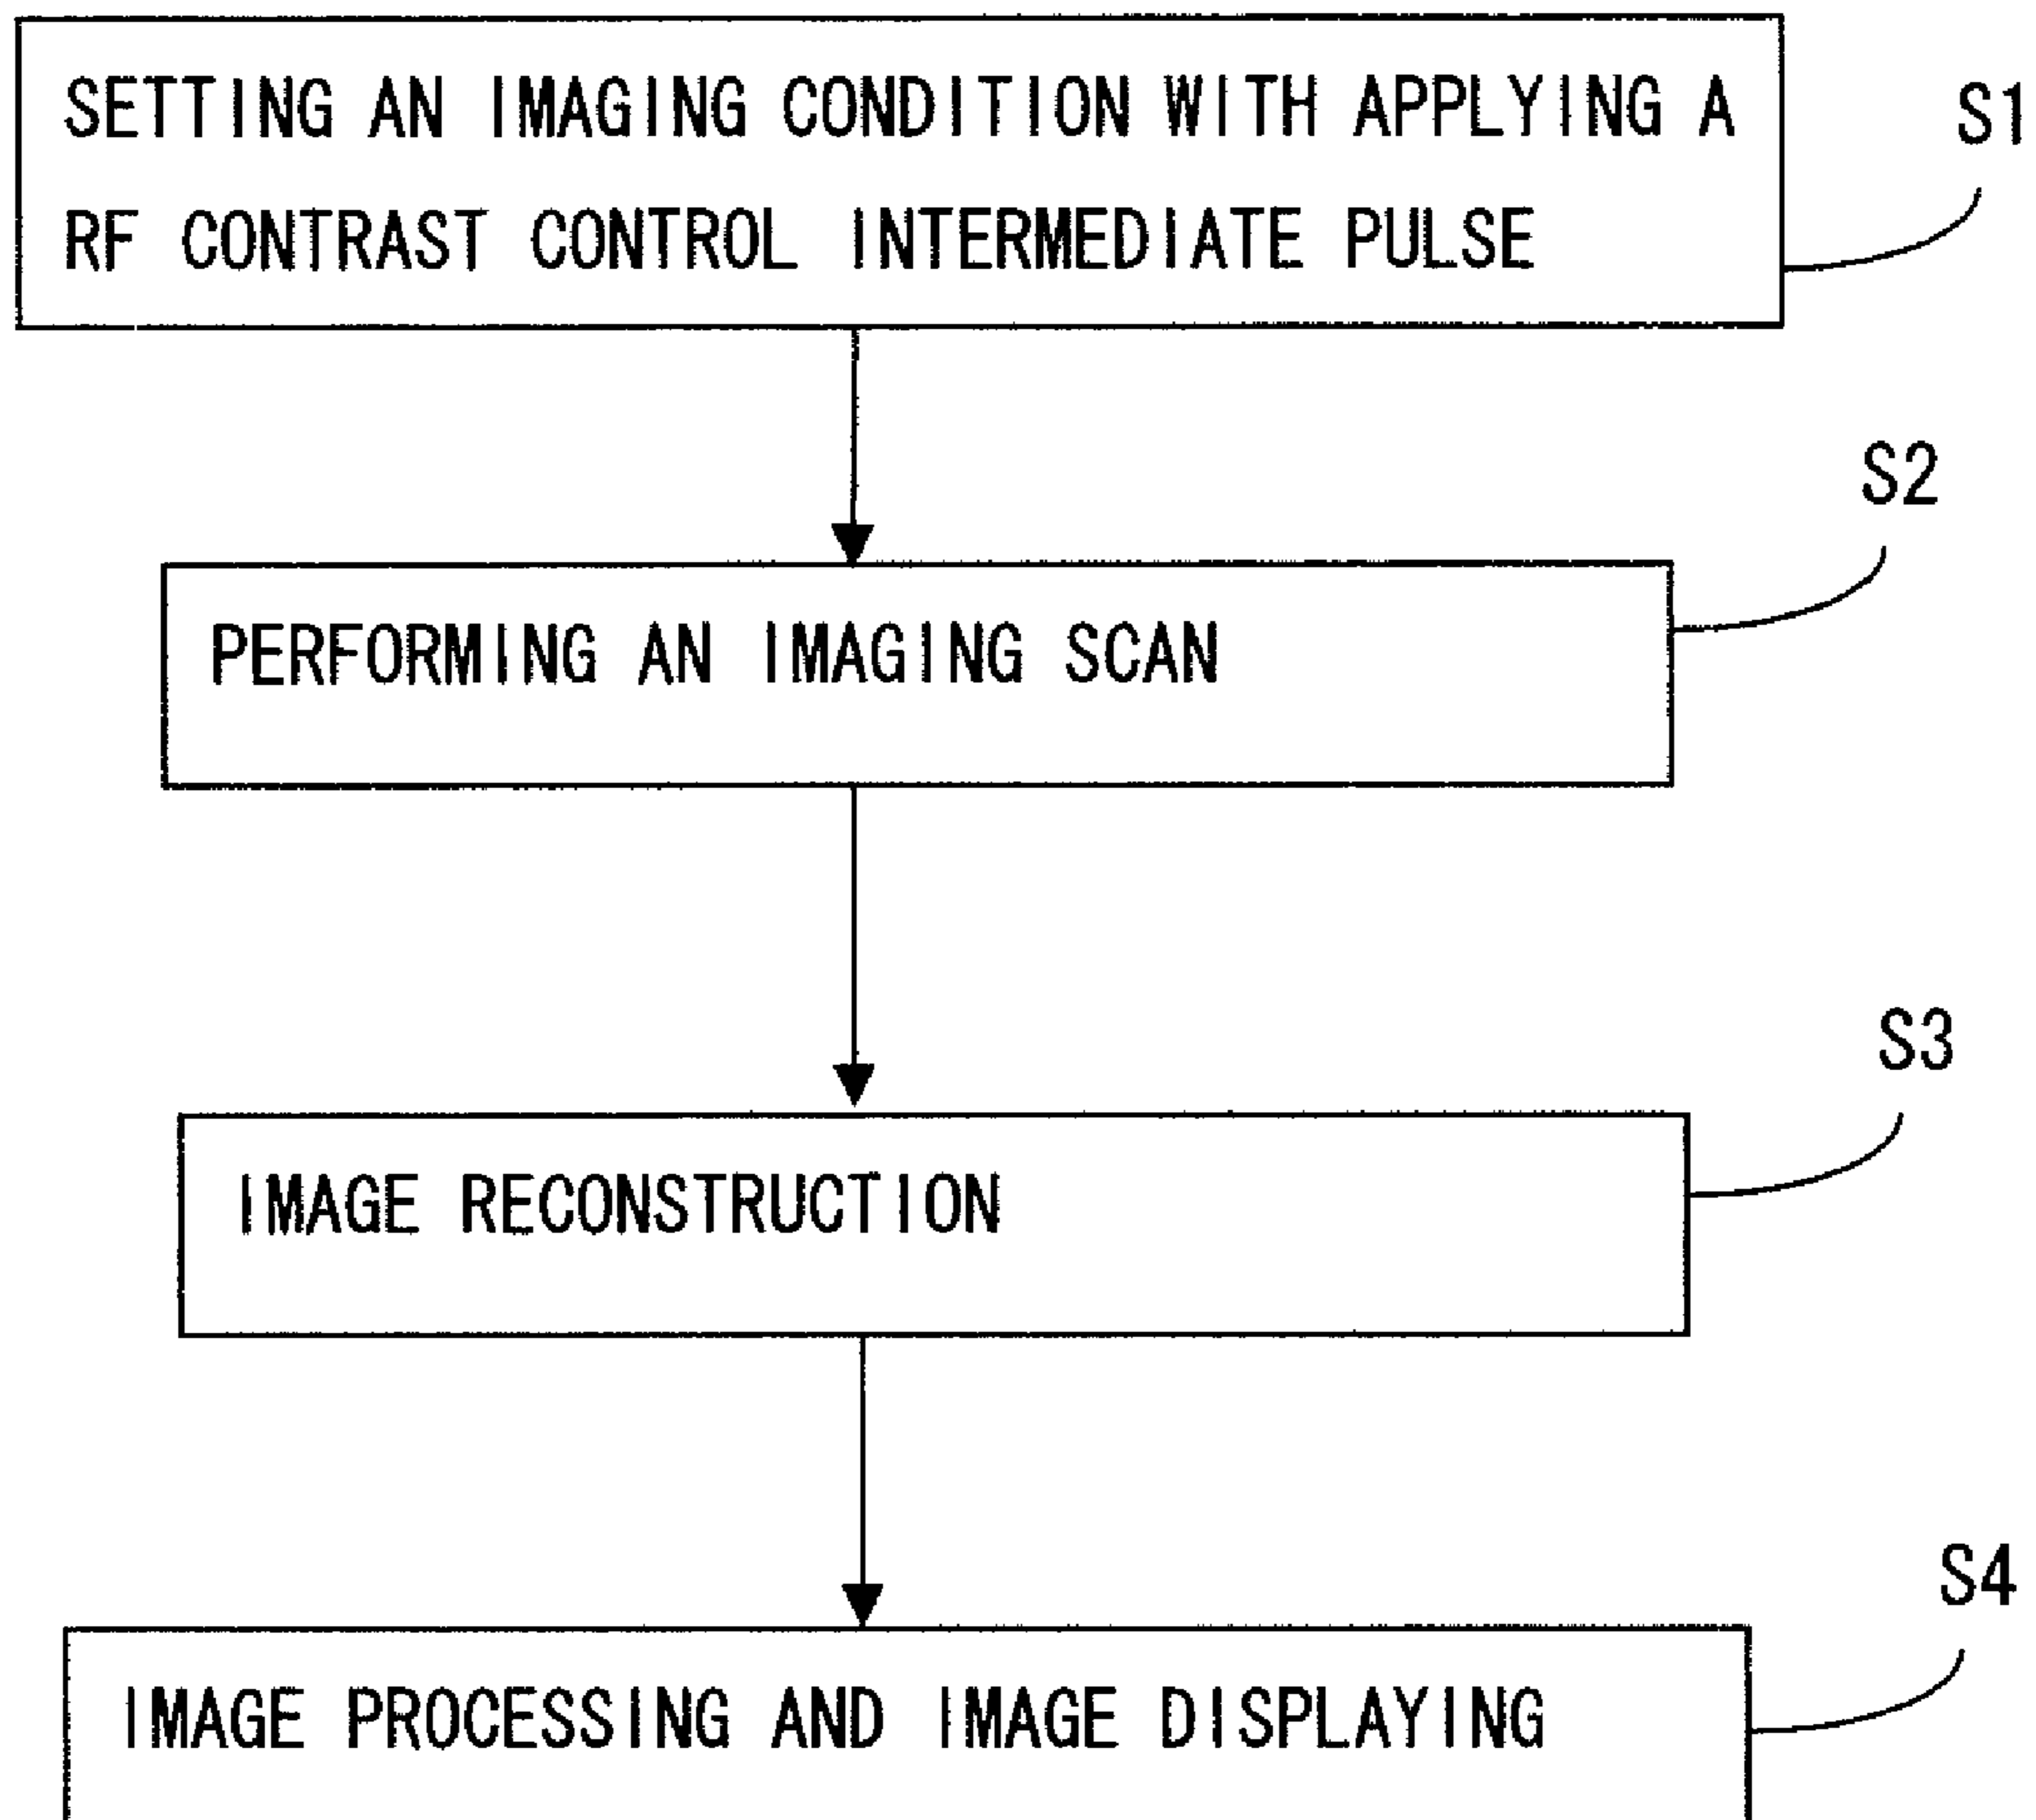 SETTING AN IMAGING CONDITION WITH APPLYING A
RF CONTRAST CONTROL INTERMEDIATE PULSE
S1
S2
PERFORMING AN IMAGING SCAN
S3
IMAGE RECONSTRUCTION
S4
IMAGE PROCESSING AND IMAGE DISPLAYING